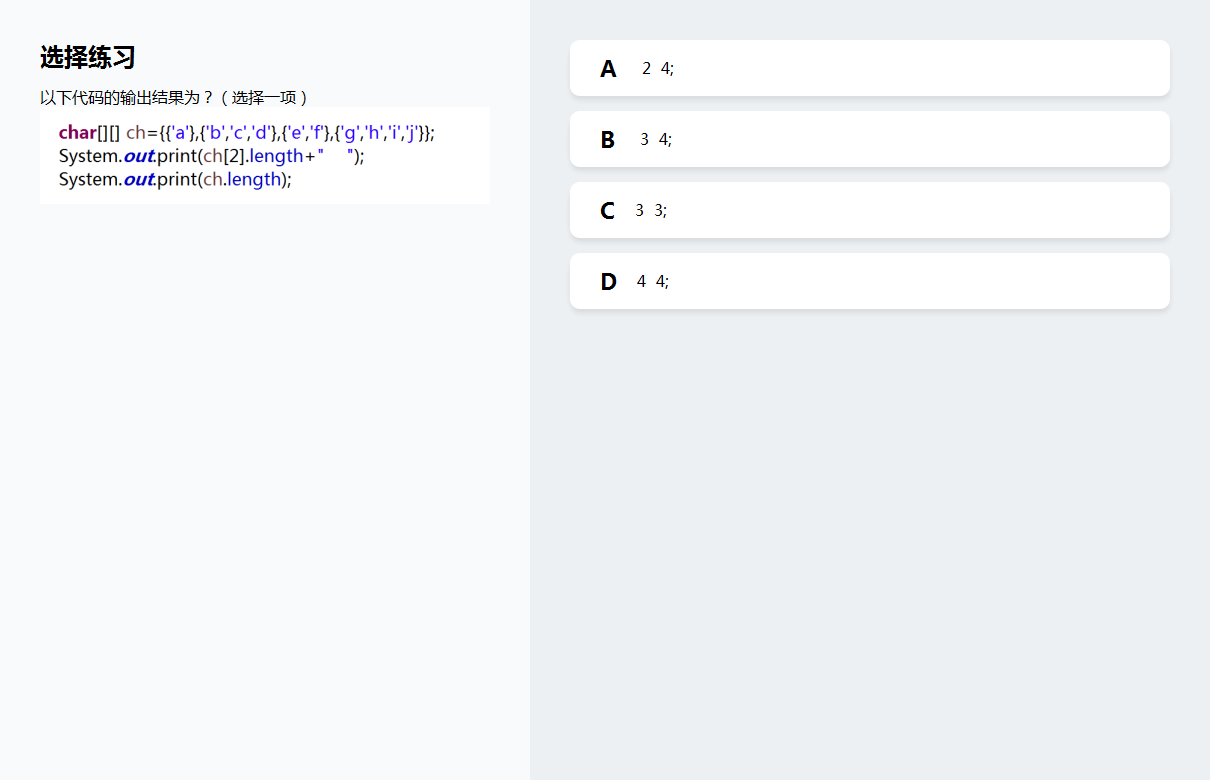 选择练习
以下代码的输出结果为？（选择一项）
char[][] ch={{'a'},{'b','c','d'},{'e','f'},{'g','h','i','j'}};
System.out.print(ch[2].length+"    ");
System.out.print(ch.length);
A 2 4;
B 3 4;
C 3 3;
D 4 4;